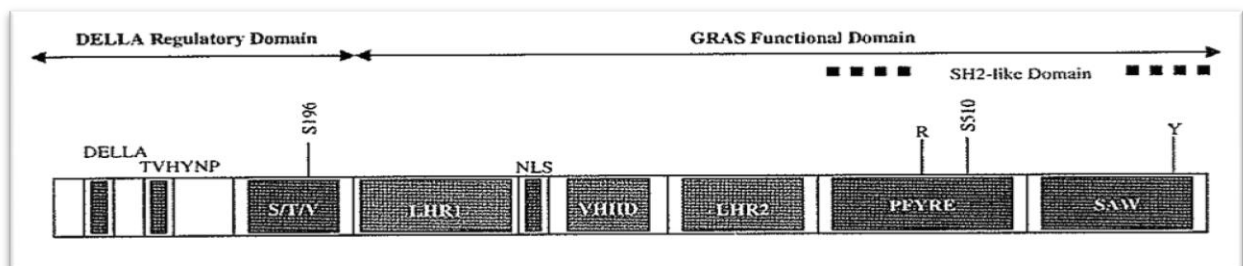 DELLA Regulatory Domain GRAS Functional Domain
SH2-like Domain
S196 R S510 Y
DELLA TVHYNP NLS
S/T/V LHR1 VHIID LHR2 PFYRE SAW